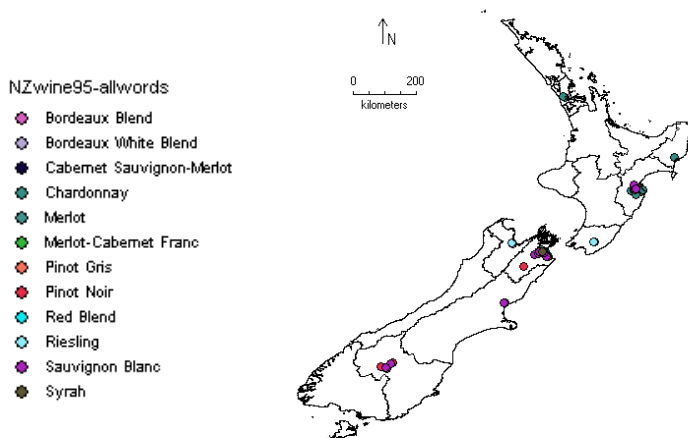 N
0 200
kilometers
NZwine95-allwords
Bordeaux Blend
Bordeaux White Blend
Cabernet Sauvignon-Merlot
Chardonnay
Merlot
Merlot-Cabernet Franc
Pinot Gris
Pinot Noir
Red Blend
Riesling
Sauvignon Blanc
Syrah